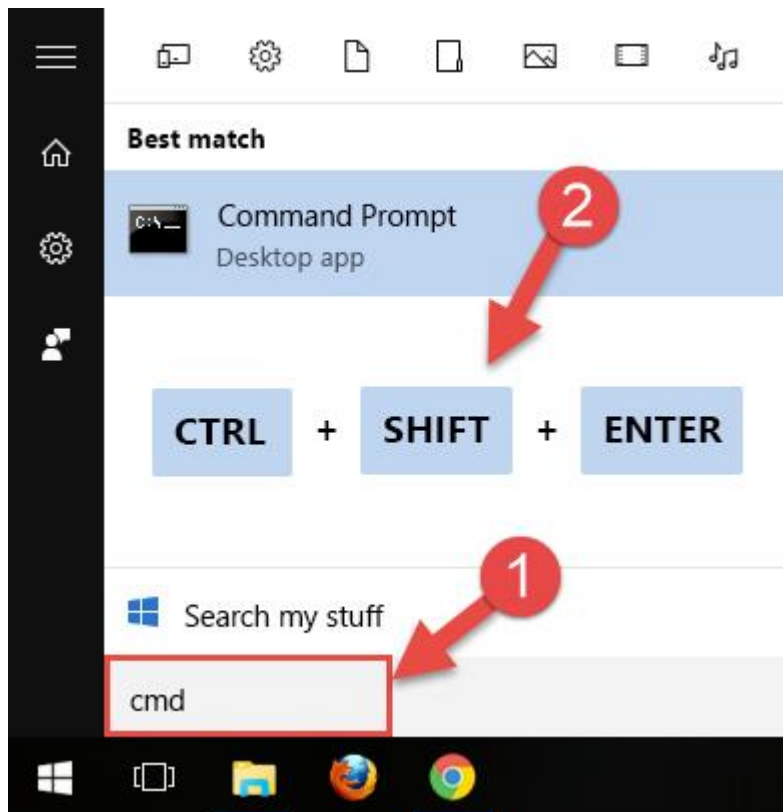 Best match
C:\_
Command Prompt
2
Desktop app
CTRL + SHIFT + ENTER
1
Search my stuff
cmd